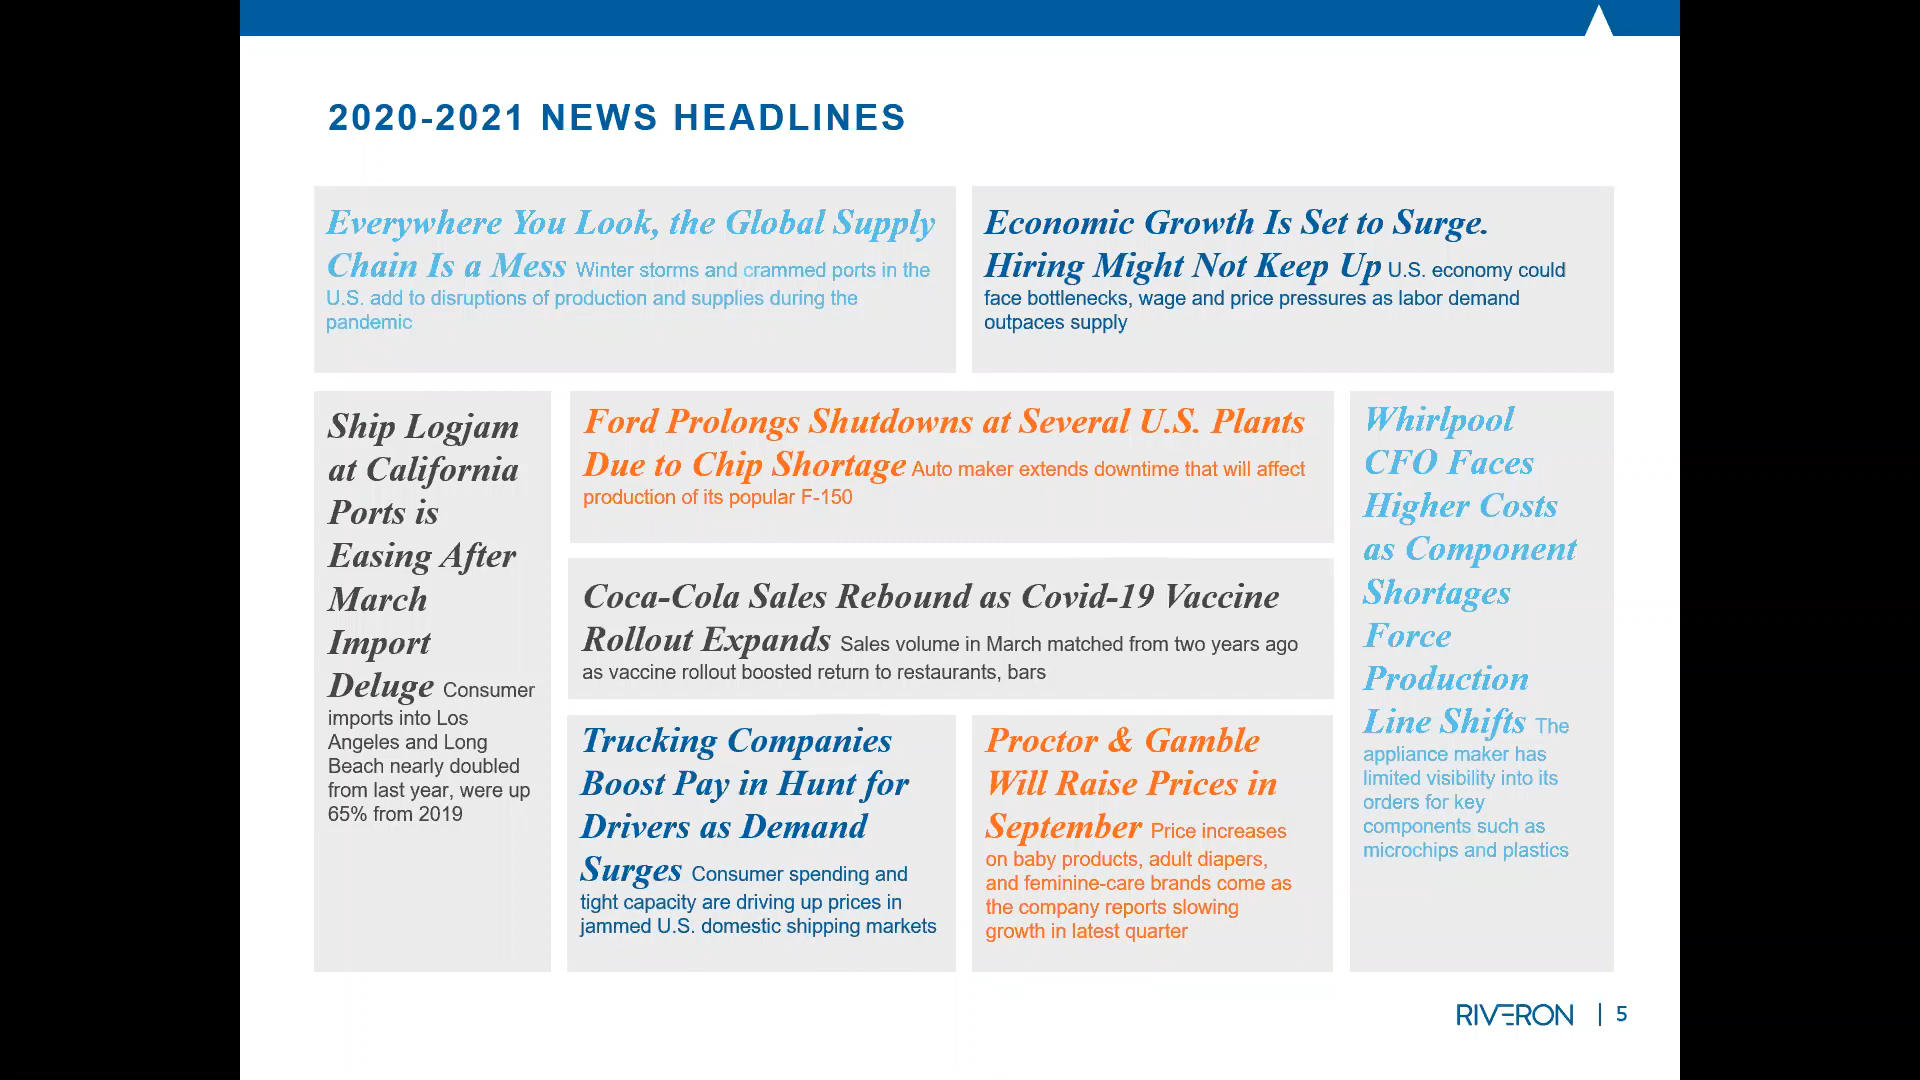 2020-2021 NEWS HEADLINES
Everywhere You Look, the Global Supply
Chain Is a Mess Winter storms and crammed ports in the
U.S. add to disruptions of production and supplies during the
pandemic
Economic Growth Is Set to Surge.
Hiring Might Not Keep Up U.S. economy could
face bottlenecks, wage and price pressures as labor demand
outpaces supply
Ship Logjam
at California
Ports is
Easing After
March
Import
Deluge Consumer
imports into Los
Angeles and Long
Beach nearly doubled
from last year, were up
65% from 2019
Ford Prolongs Shutdowns at Several U.S. Plants
Due to Chip Shortage Auto maker extends downtime that will affect
production of its popular F-150
Coca-Cola Sales Rebound as Covid-19 Vaccine
Rollout Expands Sales volume in March matched from two years ago
as vaccine rollout boosted return to restaurants, bars
Trucking Companies
Boost Pay in Hunt for
Drivers as Demand
Surges Consumer spending and
tight capacity are driving up prices in
jammed U.S. domestic shipping markets
Proctor & Gamble
Will Raise Prices in
September Price increases
on baby products, adult diapers,
and feminine-care brands come as
the company reports slowing
growth in latest quarter
Whirlpool
CFO Faces
Higher Costs
as Component
Shortages
Force
Production
Line Shifts The
appliance maker has
limited visibility into its
orders for key
components such as
microchips and plastics
RIVERON | 5